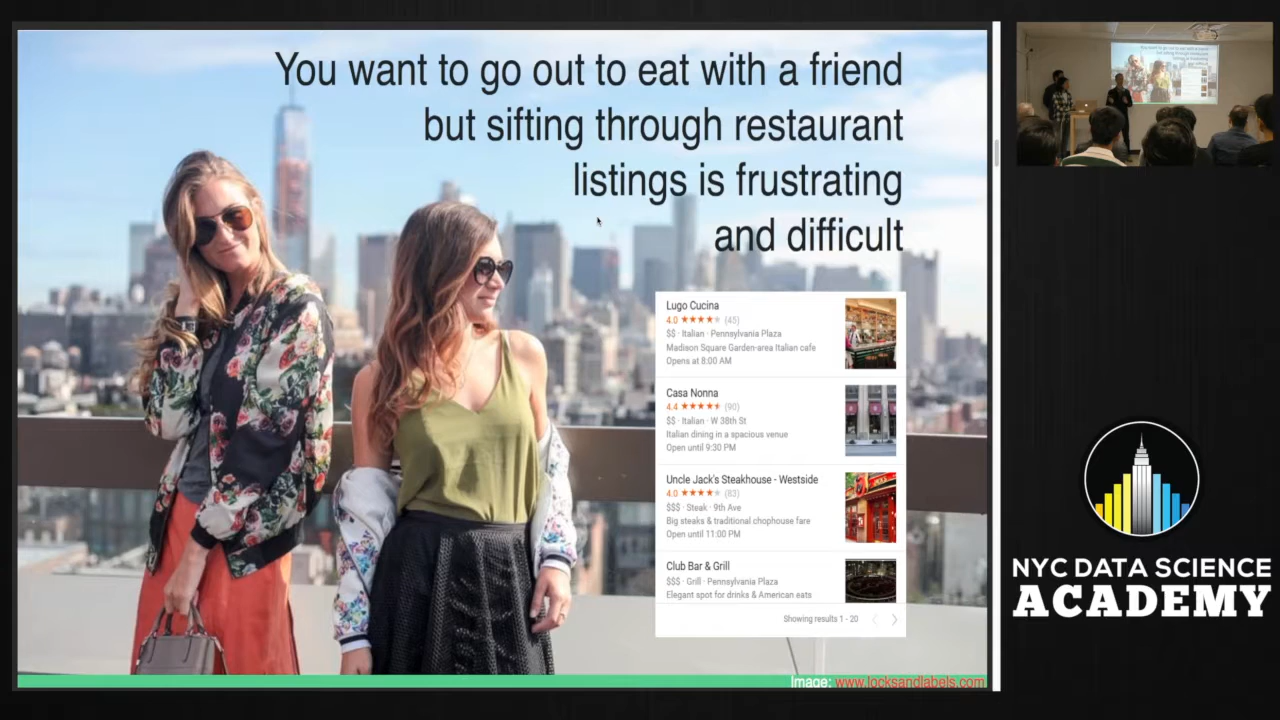 You want to go out to eat with a friend
but sifting through restaurant
listings is frustrating
and difficult
Lugo Cucina
4.0 ★★★★★ (45)
$$ · Italian · Pennsylvania Plaza
Madison Square Garden-area Italian cafe
Opens at 8:00 AM
Casa Nonna
4.4 ★★★★★ (90)
$$ · Italian · W 38th St
Italian dining in a spacious venue
Open until 9:30 PM
Uncle Jack's Steakhouse - Westside
4.0 ★★★★★ (83)
$$$ · Steak · 9th Ave
Big steaks & traditional chophouse fare
Open until 11:00 PM
Club Bar & Grill
$$$ · Grill · Pennsylvania Plaza
Elegant spot for drinks & American eats
Showing results 1 - 20
Image: www.locksandlabels.com
NYC DATA SCIENCE
ACADEMY